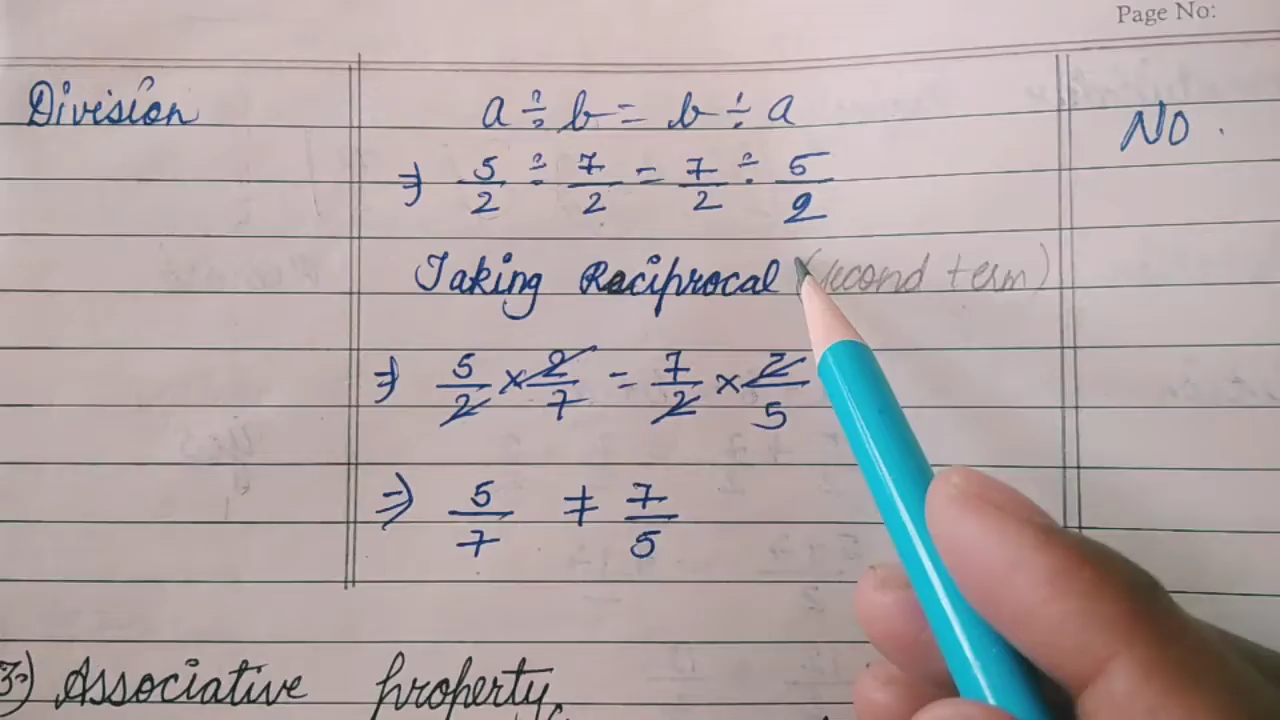 Page No:
Division
a ÷ b = b ÷ a
NO.
⇒ 5/2 ÷ 7/2 = 7/2 ÷ 5/2
Taking Reciprocal (second term)
⇒ 5/2 × 2/7 = 7/2 × 2/5
⇒ 5/7 ≠ 7/5
3.) Associative property